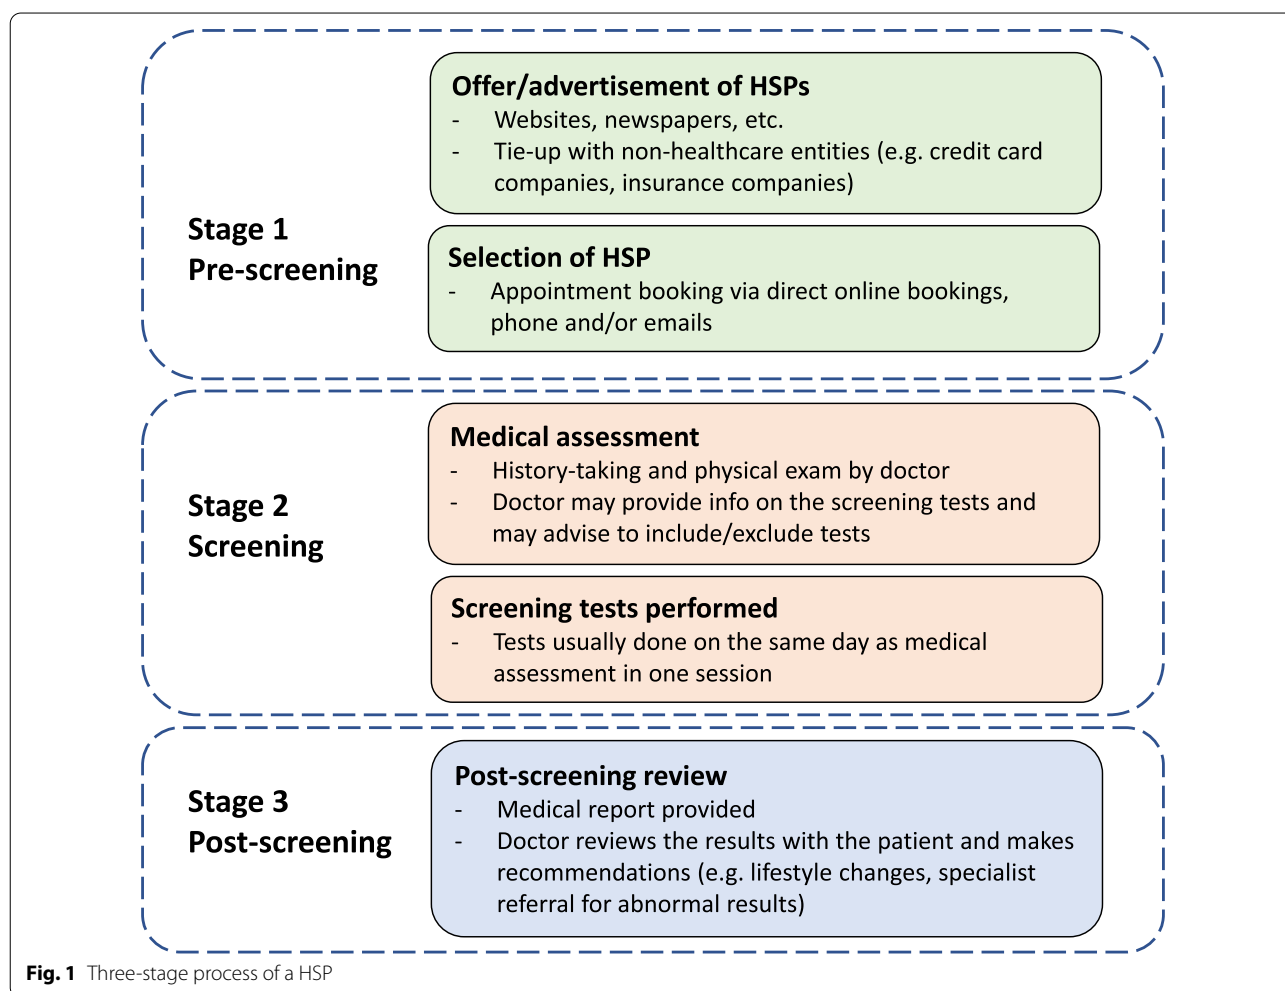 Stage 1
Pre-screening
Offer/advertisement of HSPs
- Websites, newspapers, etc.
- Tie-up with non-healthcare entities (e.g. credit card
companies, insurance companies)
Selection of HSP
- Appointment booking via direct online bookings,
phone and/or emails
Stage 2
Screening
Medical assessment
- History-taking and physical exam by doctor
- Doctor may provide info on the screening tests and
may advise to include/exclude tests
Screening tests performed
- Tests usually done on the same day as medical
assessment in one session
Stage 3
Post-screening
Post-screening review
- Medical report provided
- Doctor reviews the results with the patient and makes
recommendations (e.g. lifestyle changes, specialist
referral for abnormal results)
Fig. 1 Three-stage process of a HSP